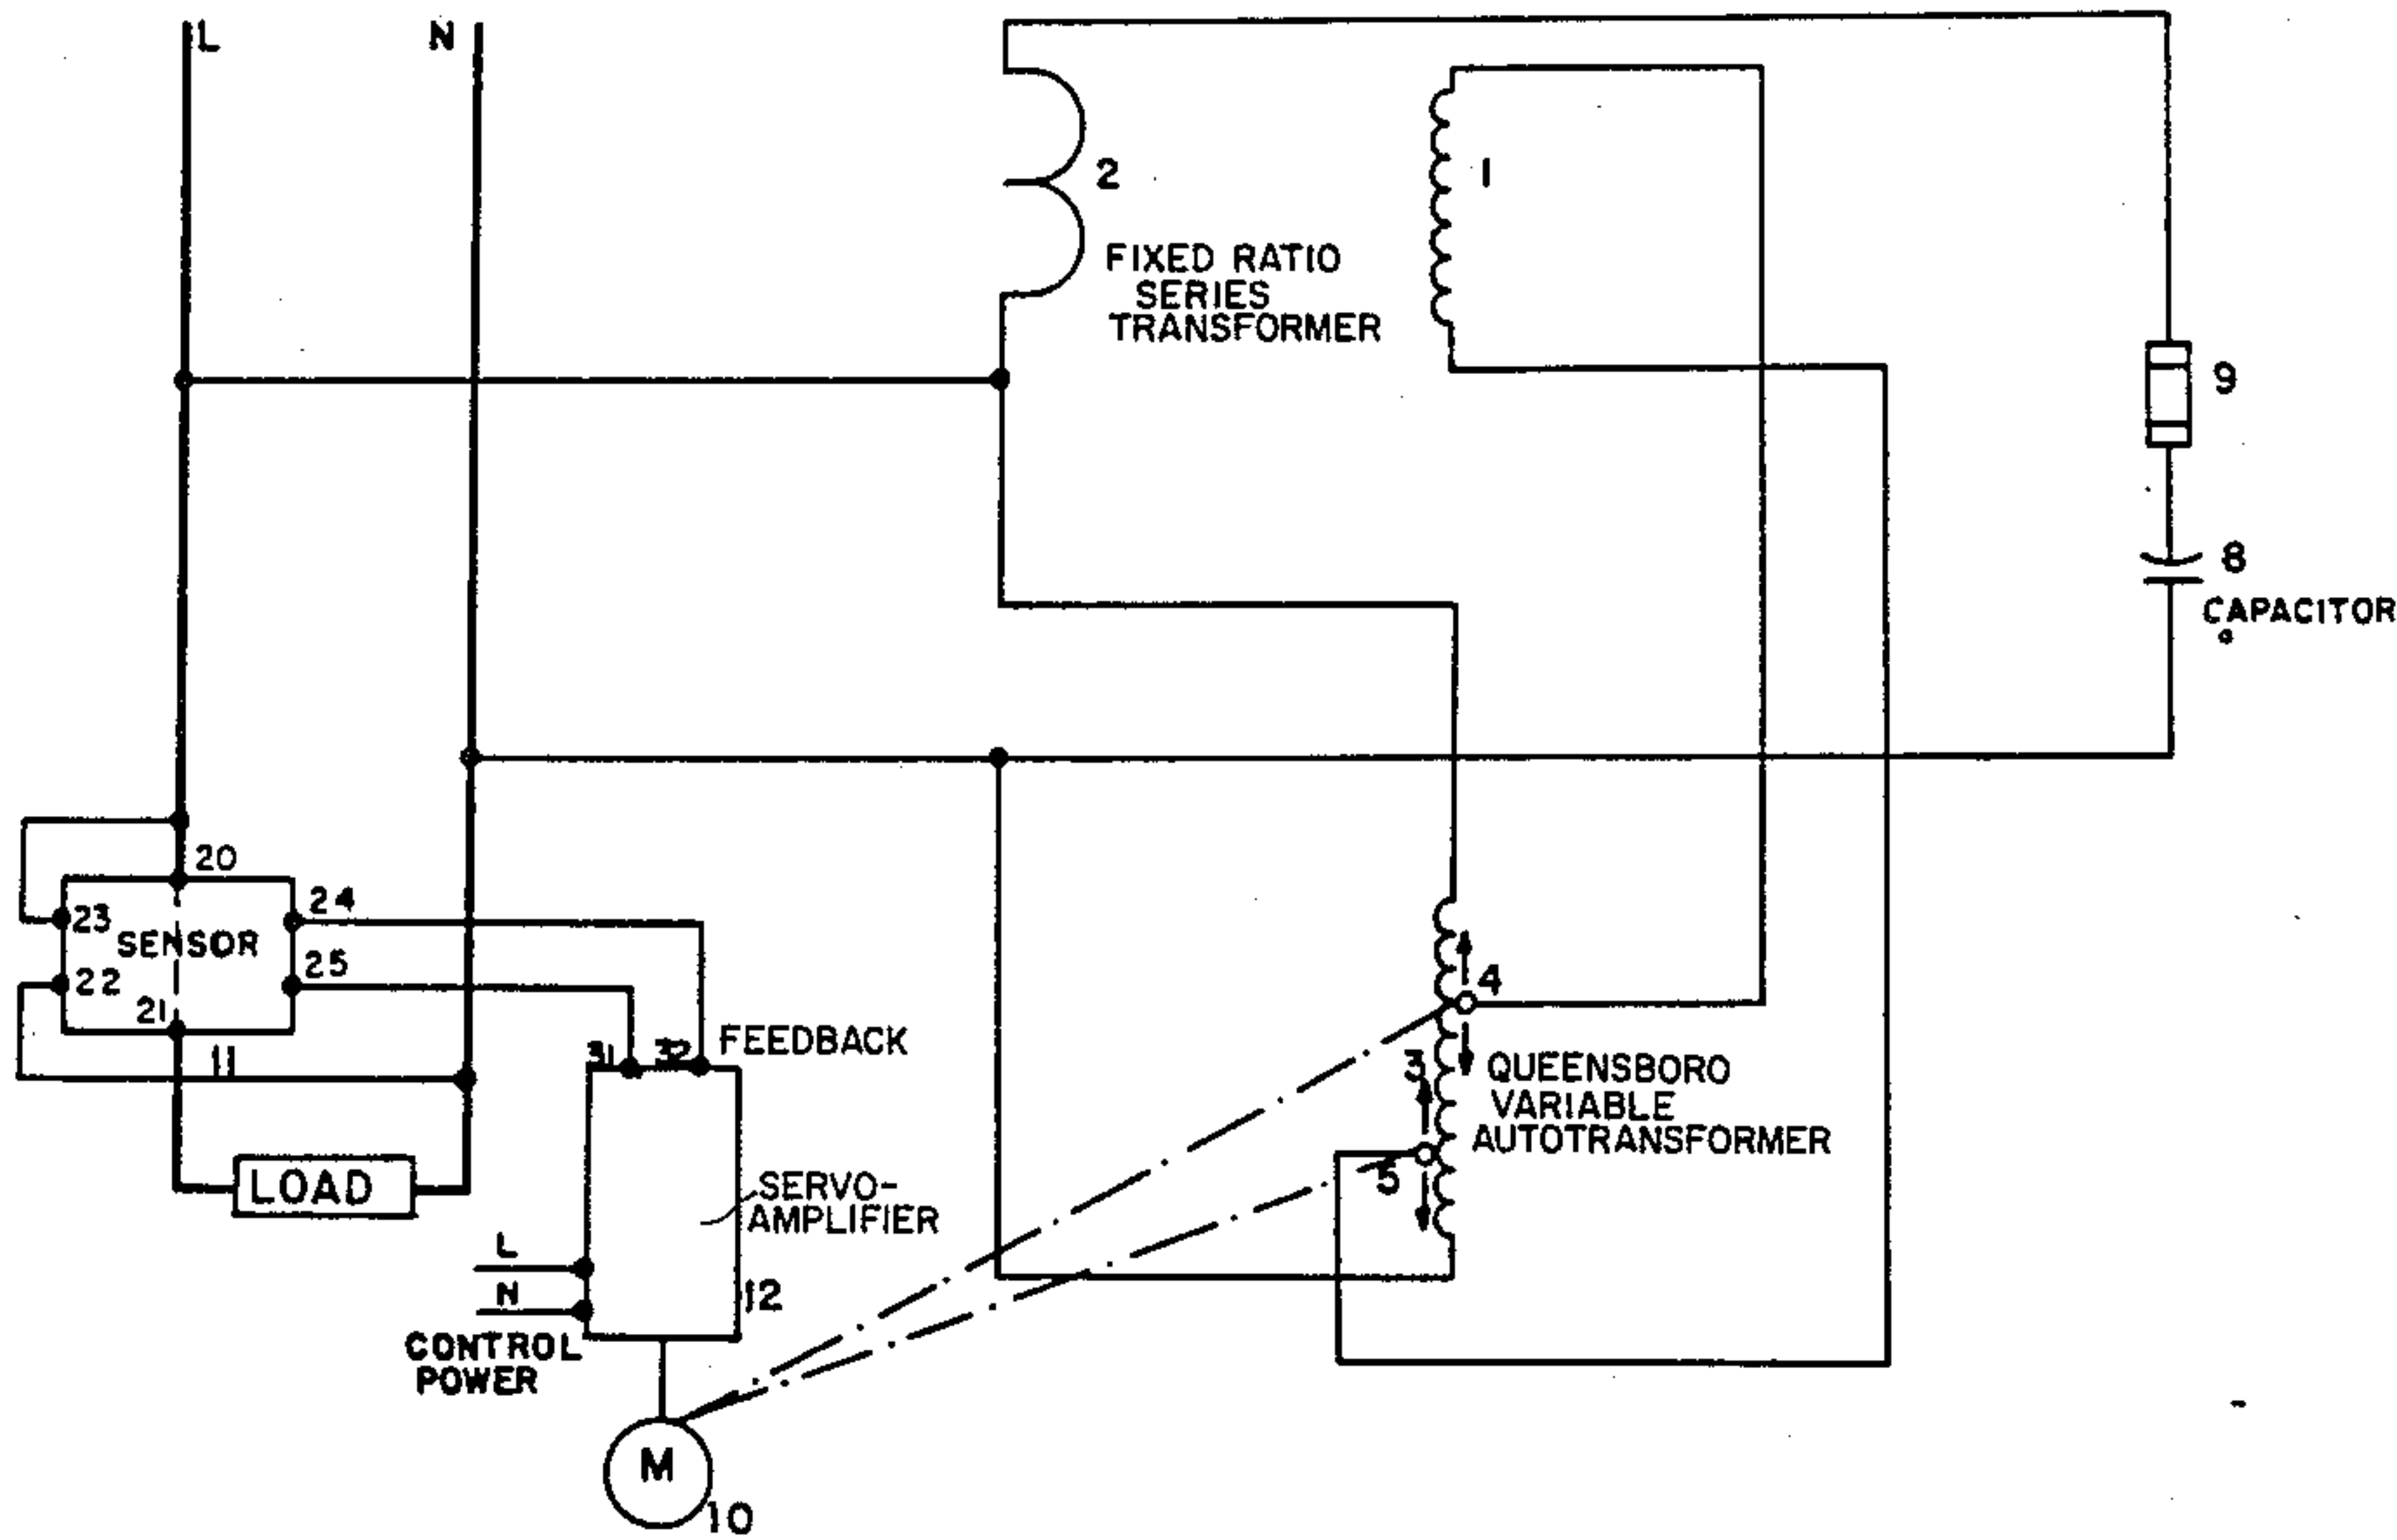 L
N
2
1
FIXED RATIO
SERIES
TRANSFORMER
9
8
CAPACITOR
20
24
23
SENSOR
25
22
21
4
11
31
32
FEEDBACK
3
QUEENSBORO
VARIABLE
AUTOTRANSFORMER
5
LOAD
SERVO-
AMPLIFIER
L
N
12
CONTROL
POWER
M
10